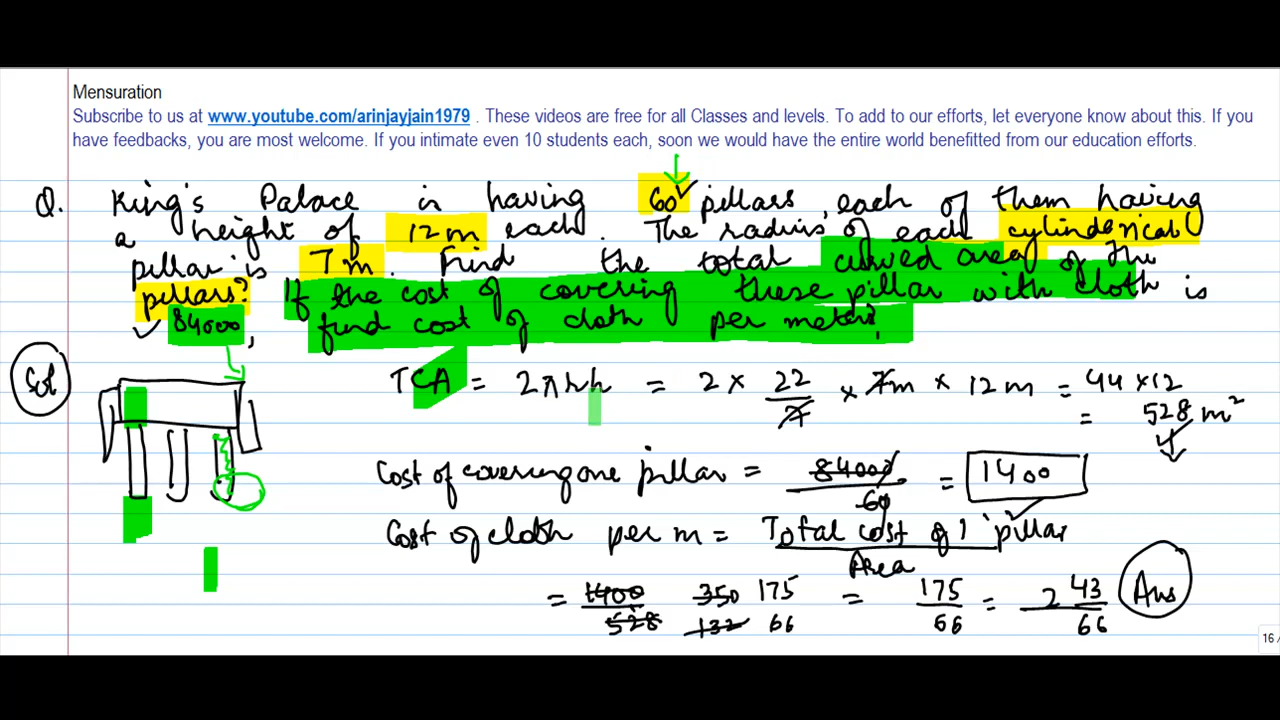 Mensuration
Subscribe to us at www.youtube.com/arinjayjain1979 . These videos are free for all Classes and levels. To add to our efforts, let everyone know about this. If you
have feedbacks, you are most welcome. If you intimate even 10 students each, soon we would have the entire world benefitted from our education efforts.
Q. King's Palace is having 60 pillars, each of them having
a height of 12m each. The radius of each cylinderical
pillar is 7m. Find the total curved area of the
pillars? If the cost of covering these pillar with cloth is
84000, find cost of cloth per meter?
Sol
TCA = 2πrh = 2 × 22/7 × 7m × 12m = 44 × 12
= 528 m²
Cost of covering one pillar = 84000/60 = 1400
Cost of cloth per m = Total cost of 1 pillar
Area
= 1400/528 350/132 175/66 = 175/66 = 2 43/66 Ans
16